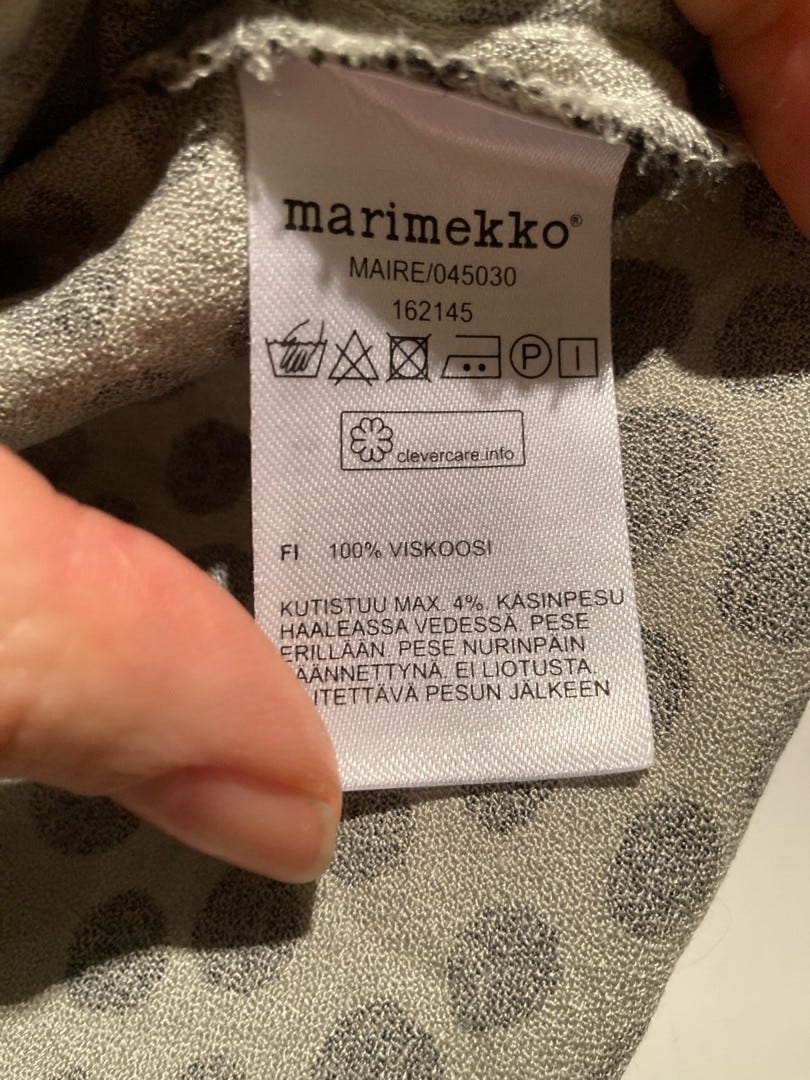 marimekko®
MAIRE/045030
162145
P
clevercare.info
FI 100% VISKOOSI
KUTISTUU MAX. 4%. KÄSINPESU
HAALEASSA VEDESSÄ. PESE
ERILLÄÄN. PESE NURINPÄIN
EI LIOTUSTA.
PESUN JÄLKEEN